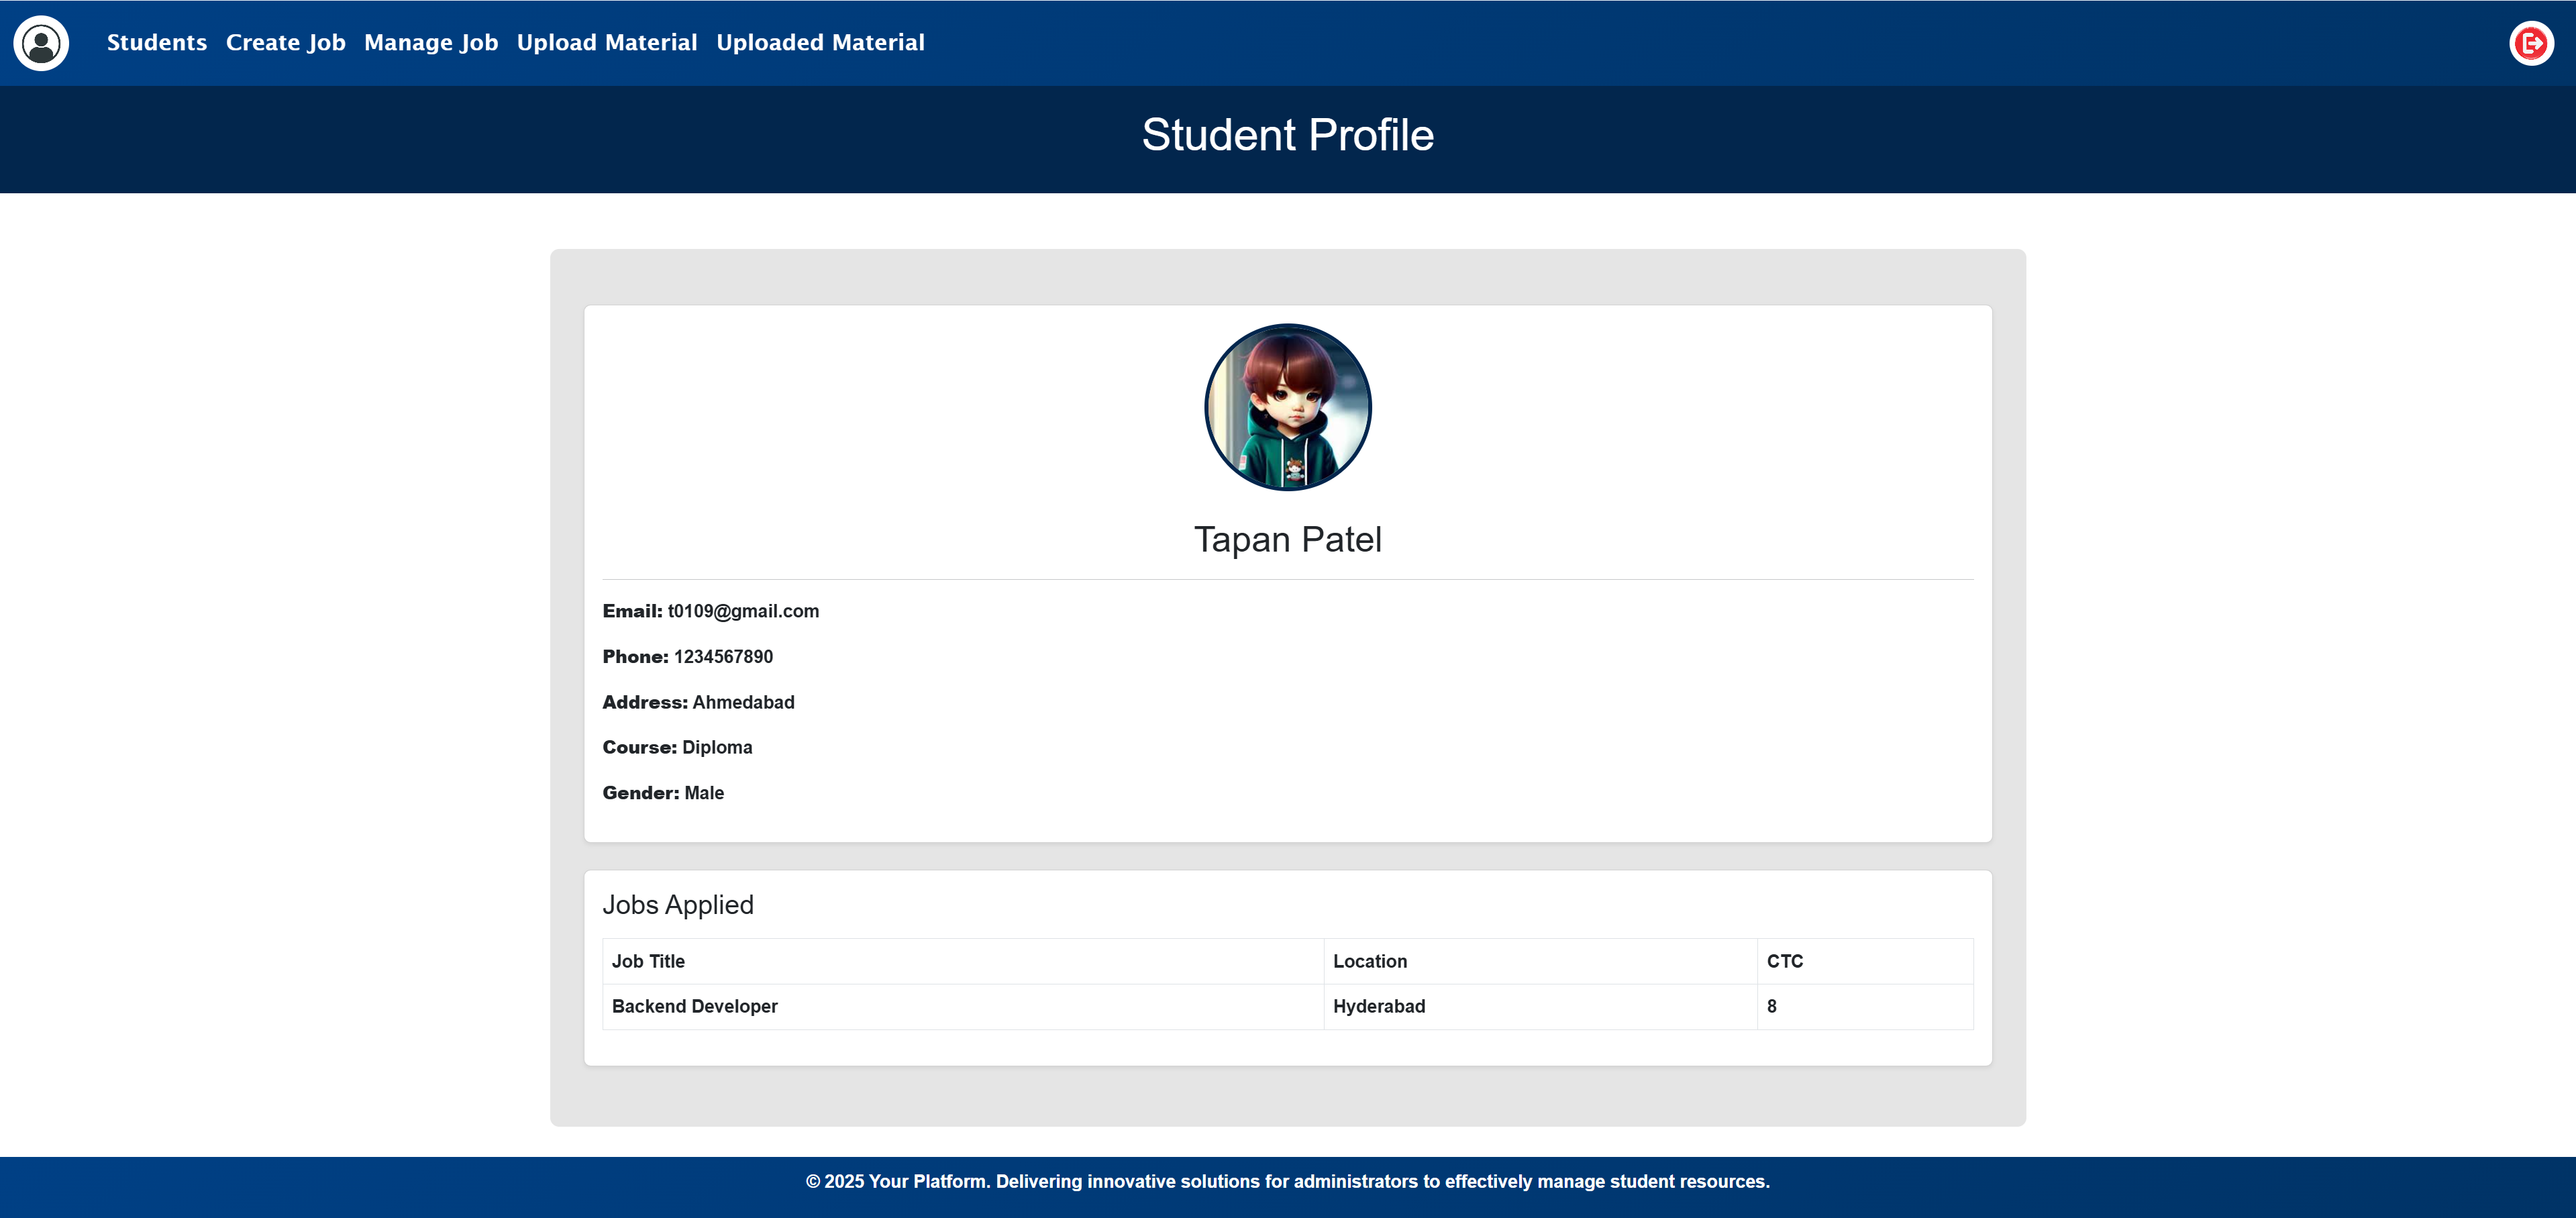 Students Create Job Manage Job Upload Material Uploaded Material
Student Profile
Tapan Patel
Email: t0109@gmail.com
Phone: 1234567890
Address: Ahmedabad
Course: Diploma
Gender: Male
Jobs Applied
Job Title Location CTC
Backend Developer Hyderabad 8
© 2025 Your Platform. Delivering innovative solutions for administrators to effectively manage student resources.